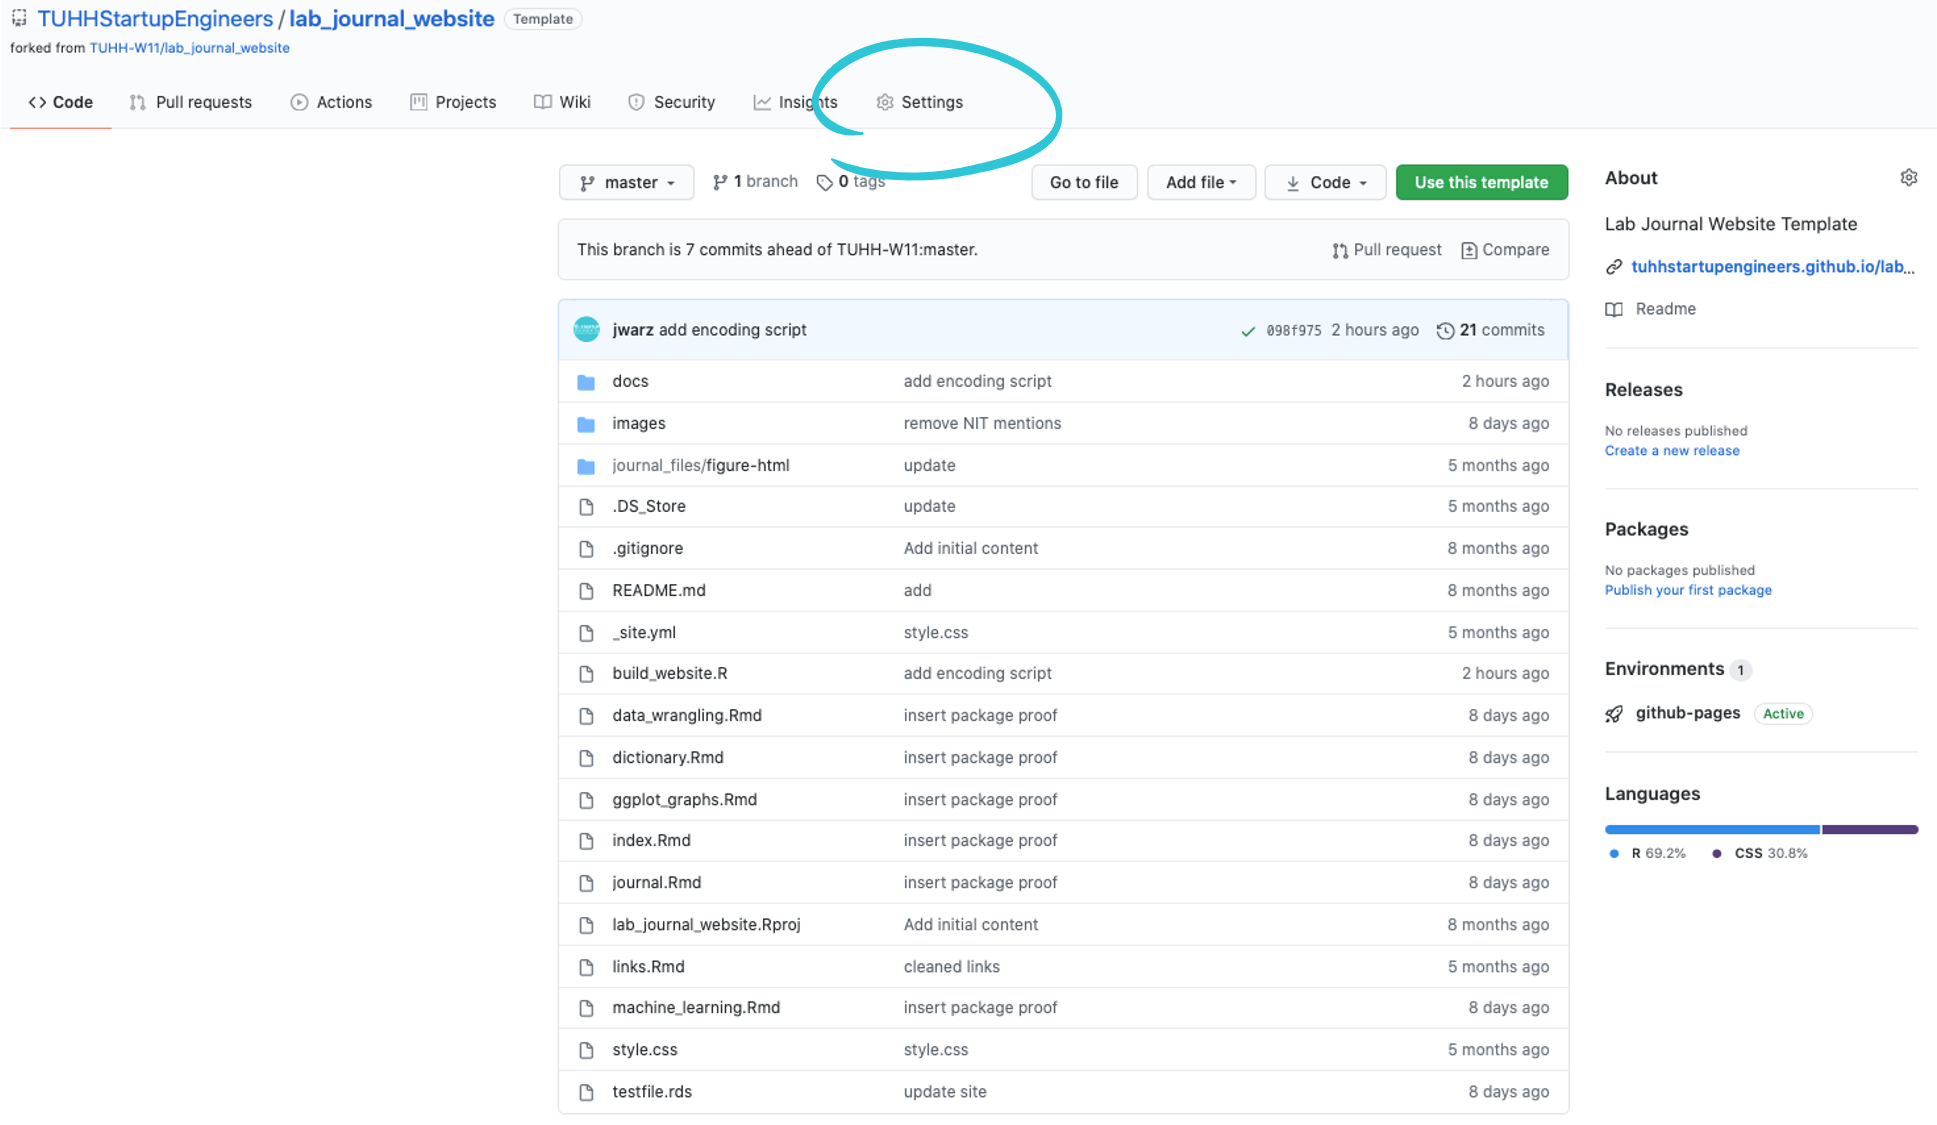 TUHHStartupEngineers / lab_journal_website Template
forked from TUHH-W11/lab_journal_website
Code Pull requests Actions Projects Wiki Security Insights Settings
master 1 branch 0 tags Go to file Add file Code Use this template
This branch is 7 commits ahead of TUHH-W11:master. Pull request Compare
jwarz add encoding script 098f975 2 hours ago 21 commits
docs add encoding script 2 hours ago
images remove NIT mentions 8 days ago
journal_files/figure-html update 5 months ago
.DS_Store update 5 months ago
.gitignore Add initial content 8 months ago
README.md add 8 months ago
_site.yml style.css 5 months ago
build_website.R add encoding script 2 hours ago
data_wrangling.Rmd insert package proof 8 days ago
dictionary.Rmd insert package proof 8 days ago
ggplot_graphs.Rmd insert package proof 8 days ago
index.Rmd insert package proof 8 days ago
journal.Rmd insert package proof 8 days ago
lab_journal_website.Rproj Add initial content 8 months ago
links.Rmd cleaned links 5 months ago
machine_learning.Rmd insert package proof 8 days ago
style.css style.css 5 months ago
testfile.rds update site 8 days ago
About
Lab Journal Website Template
tuhhstartupengineers.github.io/lab...
Readme
Releases
No releases published
Create a new release
Packages
No packages published
Publish your first package
Environments 1
github-pages Active
Languages
R 69.2% CSS 30.8%